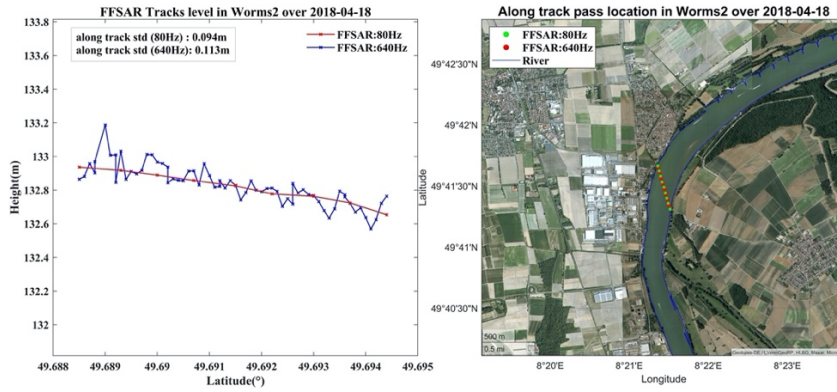 FFSAR Tracks level in Worms2 over 2018-04-18
along track std (80Hz) : 0.094m
along track std (640Hz): 0.113m
FFSAR:80Hz
FFSAR:640Hz
133.8
133.6
133.4
133.2
133
132.8
132.6
132.4
132.2
132
Height(m)
49.688
49.689
49.69
49.691
49.692
49.693
49.694
49.695
Latitude(°)
Along track pass location in Worms2 over 2018-04-18
FFSAR:80Hz
FFSAR:640Hz
River
49°42'30"N
49°42'N
49°41'30"N
49°41'N
49°40'30"N
Latitude
500 m
0.5 mi
8°20'E
8°21'E
8°22'E
8°23'E
Longitude